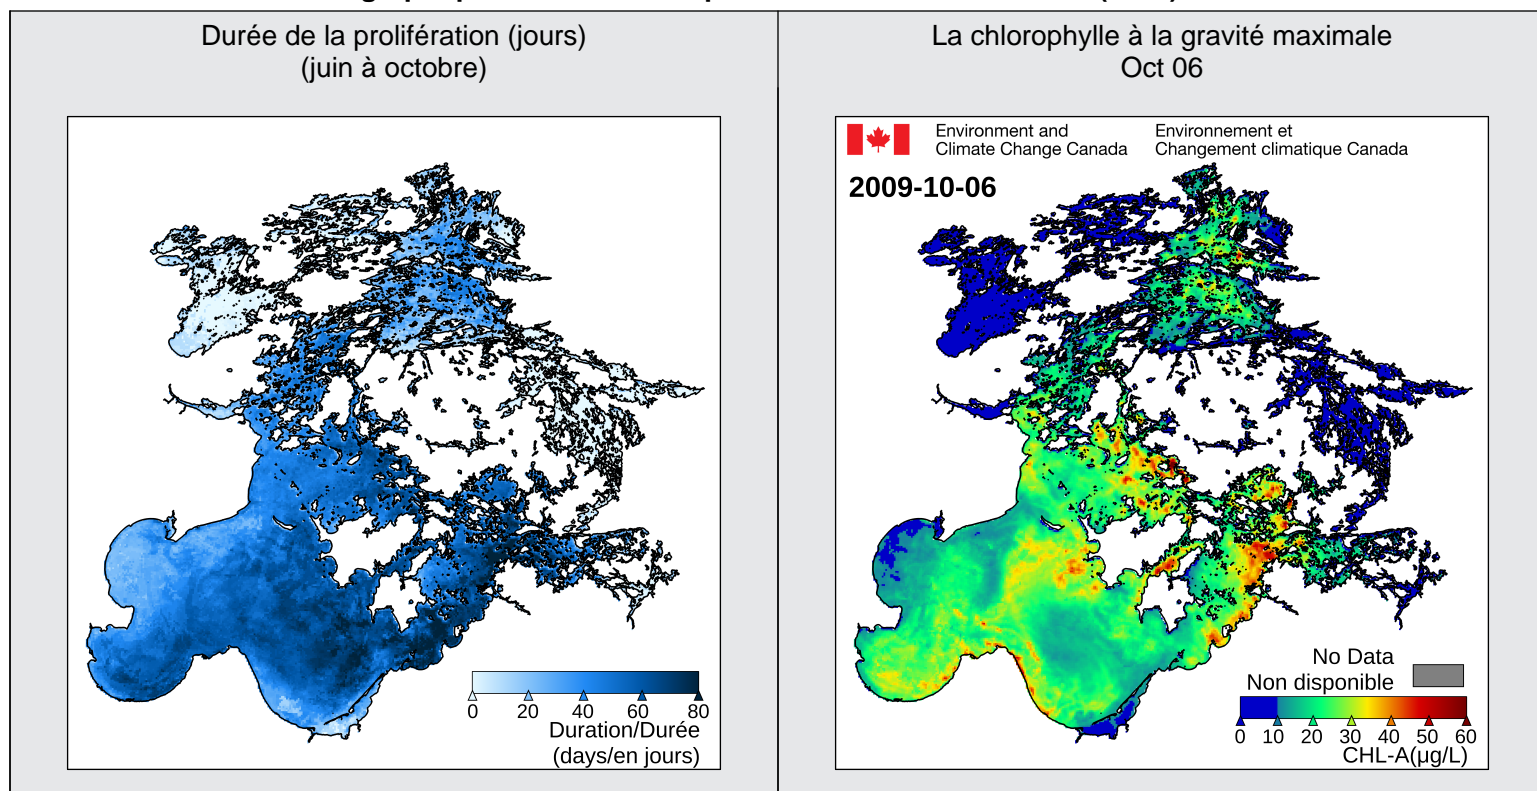 Durée de la prolifération (jours)
(juin à octobre)
0 20 40 60 80
Duration/Durée
(days/en jours)
La chlorophylle à la gravité maximale
Oct 06
Environment and
Climate Change Canada
Environnement et
Changement climatique Canada
2009-10-06
No Data
Non disponible
0 10 20 30 40 50 60
CHL-A(µg/L)